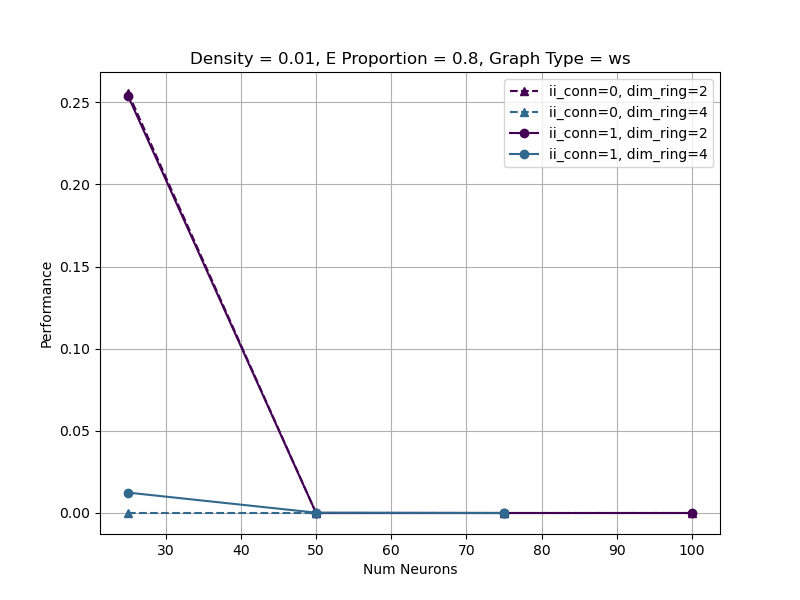 Density = 0.01, E Proportion = 0.8, Graph Type = ws
ii_conn=0, dim_ring=2
ii_conn=0, dim_ring=4
ii_conn=1, dim_ring=2
ii_conn=1, dim_ring=4
Performance
0.25
0.20
0.15
0.10
0.05
0.00
30 40 50 60 70 80 90 100
Num Neurons